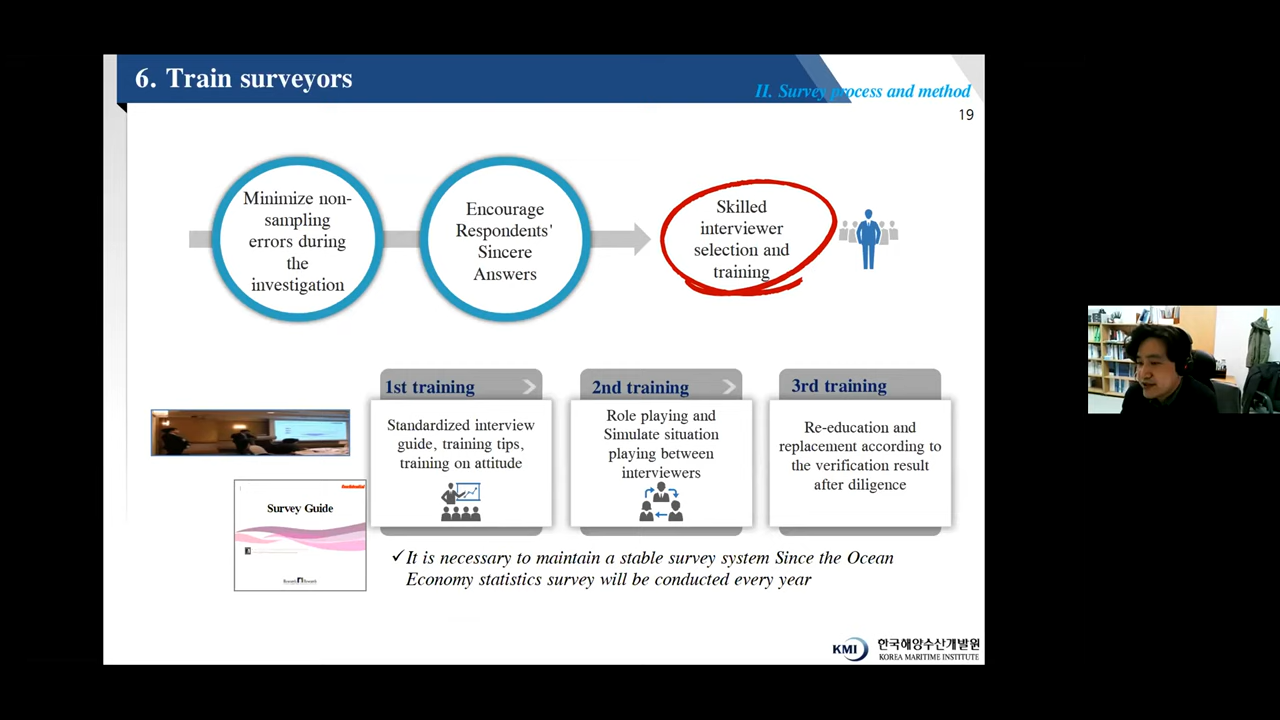 6. Train surveyors
II. Survey process and method
19
Minimize non-
sampling
errors during
the
investigation
Encourage
Respondents'
Sincere
Answers
Skilled
interviewer
selection and
training
1st training
Standardized interview
guide, training tips,
training on attitude
2nd training
Role playing and
Simulate situation
playing between
interviewers
3rd training
Re-education and
replacement according to
the verification result
after diligence
Confidential
Survey Guide
✓It is necessary to maintain a stable survey system Since the Ocean
Economy statistics survey will be conducted every year
KMI 한국해양수산개발원
KOREA MARITIME INSTITUTE